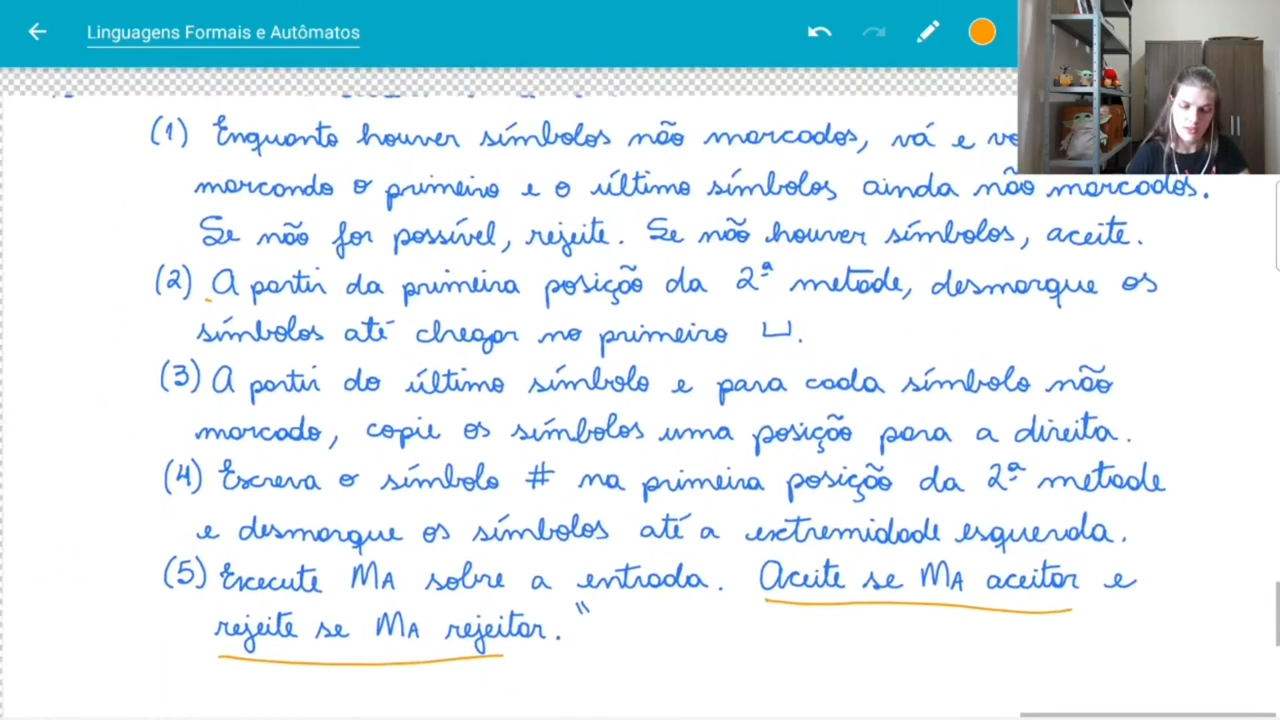 Linguagens Formais e Autômatos
(1) Enquanto houver símbolos não marcados, vá e
marcando o primeiro e o último símbolos ainda não marcados.
Se não for possível, rejeite. Se não houver símbolos, aceite.
(2) A partir da primeira posição da 2ª metade, desmarque os
símbolos até chegar no primeiro ⊔.
(3) A partir do último símbolo e para cada símbolo não
marcado, copie os símbolos uma posição para a direita.
(4) Escreva o símbolo # na primeira posição da 2ª metade
e desmarque os símbolos até a extremidade esquerda.
(5) Execute MA sobre a entrada. Aceite se MA aceitar e
rejeite se MA rejeitar."